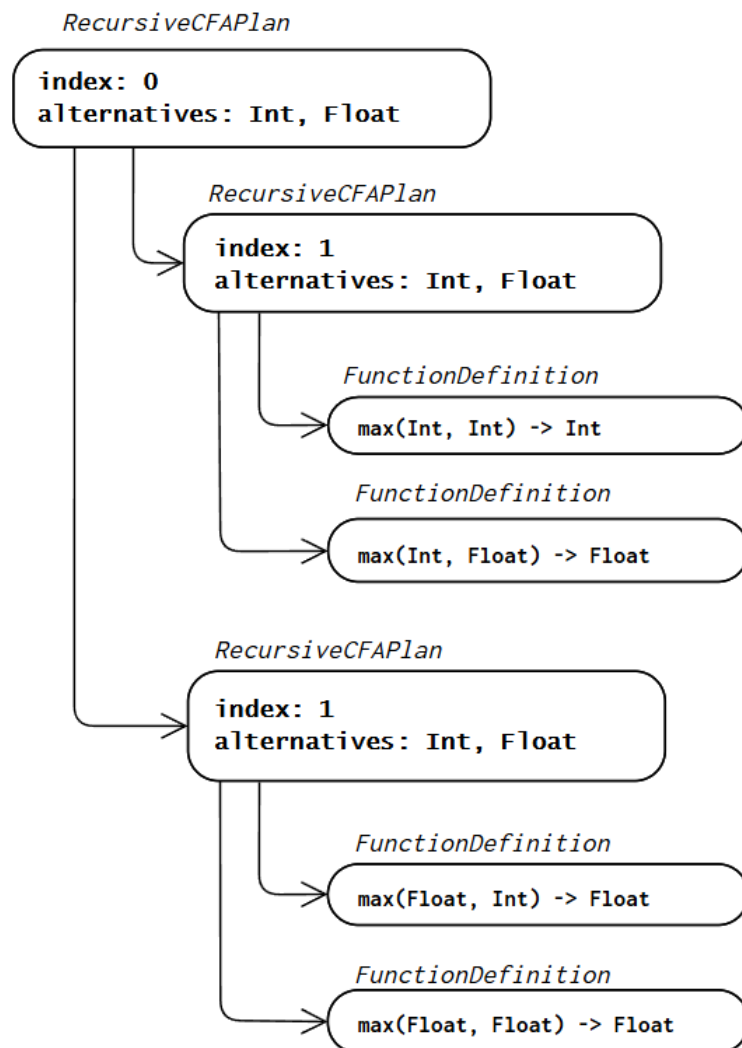 RecursiveCFAPlan
index: 0
alternatives: Int, Float
RecursiveCFAPlan
index: 1
alternatives: Int, Float
FunctionDefinition
max(Int, Int) -> Int
FunctionDefinition
max(Int, Float) -> Float
RecursiveCFAPlan
index: 1
alternatives: Int, Float
FunctionDefinition
max(Float, Int) -> Float
FunctionDefinition
max(Float, Float) -> Float